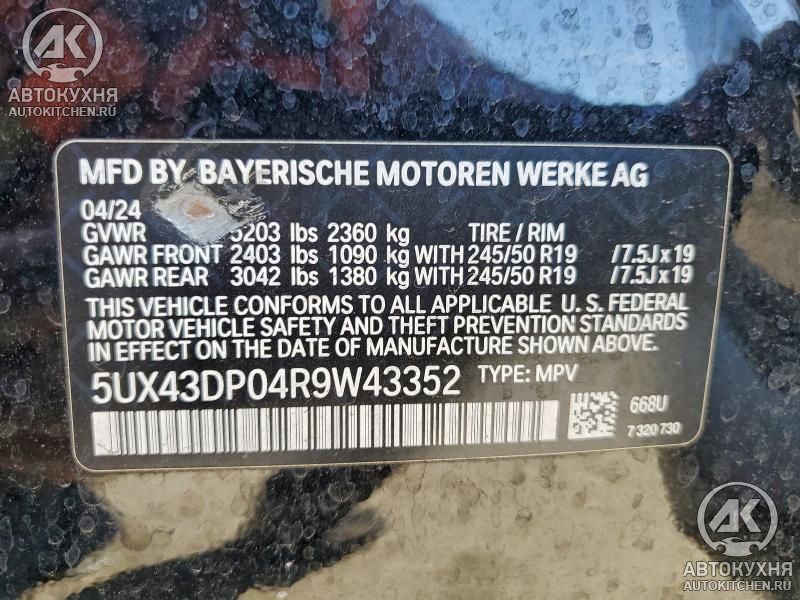 AK
АВТОКУХНЯ
AUTOKITCHEN.RU
MFD BY BAYERISCHE MOTOREN WERKE AG
04/24
GVWR 5203 lbs 2360 kg TIRE / RIM
GAWR FRONT 2403 lbs 1090 kg WITH 245/50 R19 /7.5J x 19
GAWR REAR 3042 lbs 1380 kg WITH 245/50 R19 /7.5J x 19
THIS VEHICLE CONFORMS TO ALL APPLICABLE U. S. FEDERAL
MOTOR VEHICLE SAFETY AND THEFT PREVENTION STANDARDS
IN EFFECT ON THE DATE OF MANUFACTURE SHOWN ABOVE.
5UX43DP04R9W43352 TYPE: MPV
668U
7 320 730
AK
АВТОКУХНЯ
AUTOKITCHEN.RU